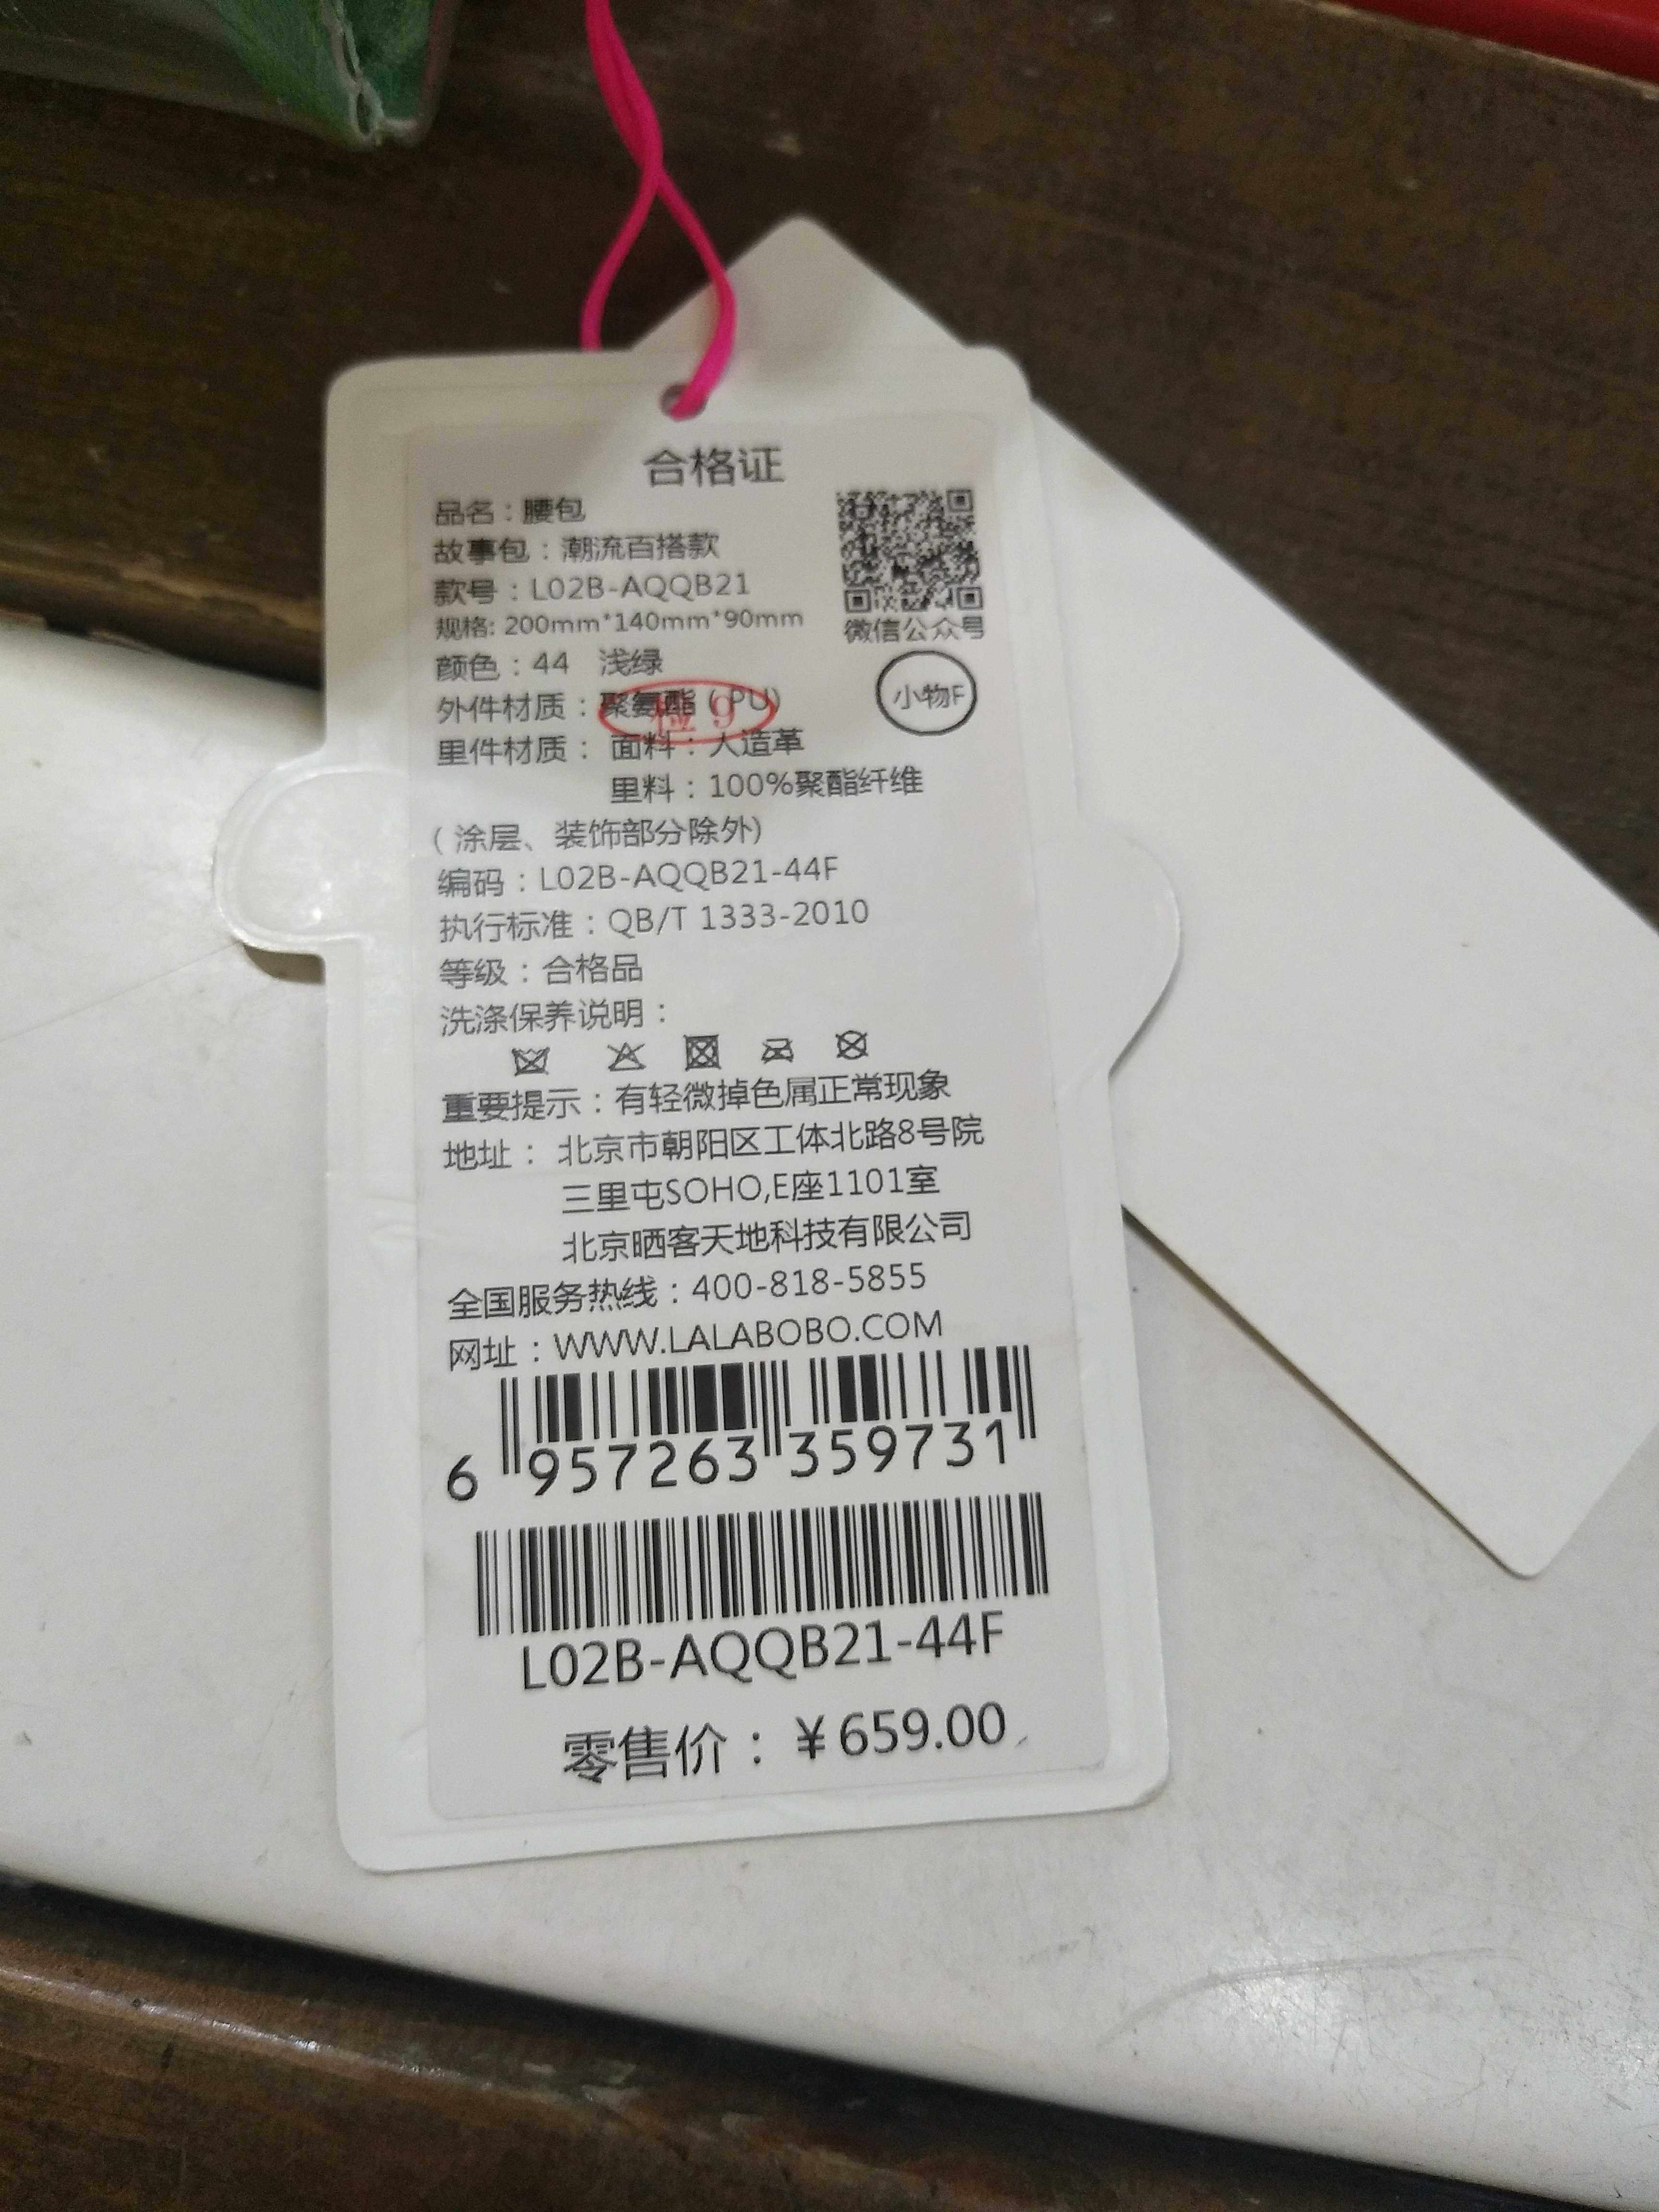 合格证
品名：腰包
故事包：潮流百搭款
款号：L02B-AQQB21
规格: 200mm*140mm*90mm
微信公众号
颜色：44 浅绿
小物F
外件材质：聚氨酯（PU)
检9
里件材质： 面料：人造革
里料：100%聚酯纤维
(涂层、装饰部分除外)
编码：L02B-AQQB21-44F
执行标准：QB/T 1333-2010
等级：合格品
洗涤保养说明：
重要提示：有轻微掉色属正常现象
地址： 北京市朝阳区工体北路8号院
三里屯SOHO,E座1101室
北京晒客天地科技有限公司
全国服务热线：400-818-5855
网址：WWW.LALABOBO.COM
6 957263 359731
L02B-AQQB21-44F
零售价：¥659.00